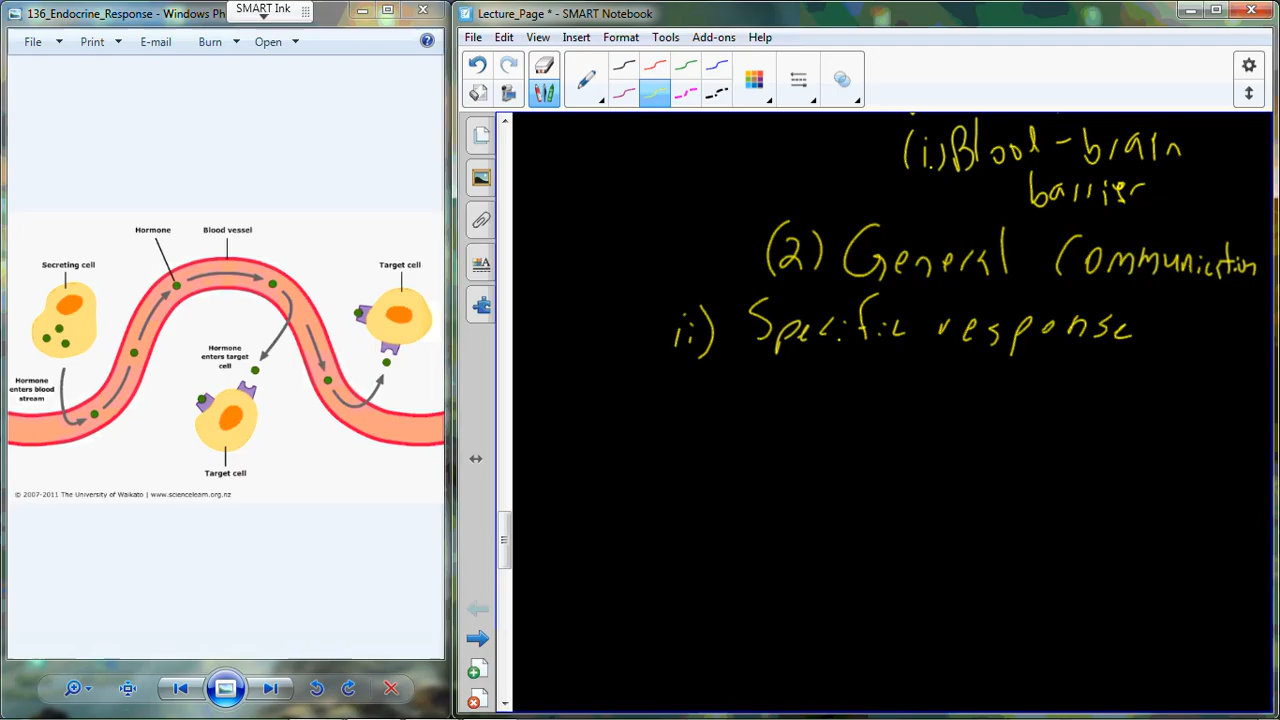 136_Endocrine_Response - Windows Ph
SMART Ink
File Print E-mail Burn Open
Hormone
Blood vessel
Secreting cell
Target cell
Hormone
enters target
cell
Hormone
enters blood
stream
Target cell
© 2007-2011 The University of Waikato | www.sciencelearn.org.nz
Lecture_Page * - SMART Notebook
File Edit View Insert Format Tools Add-ons Help
(i.) Blood-brain
barrier
(2) General Communication
ii) Specific response